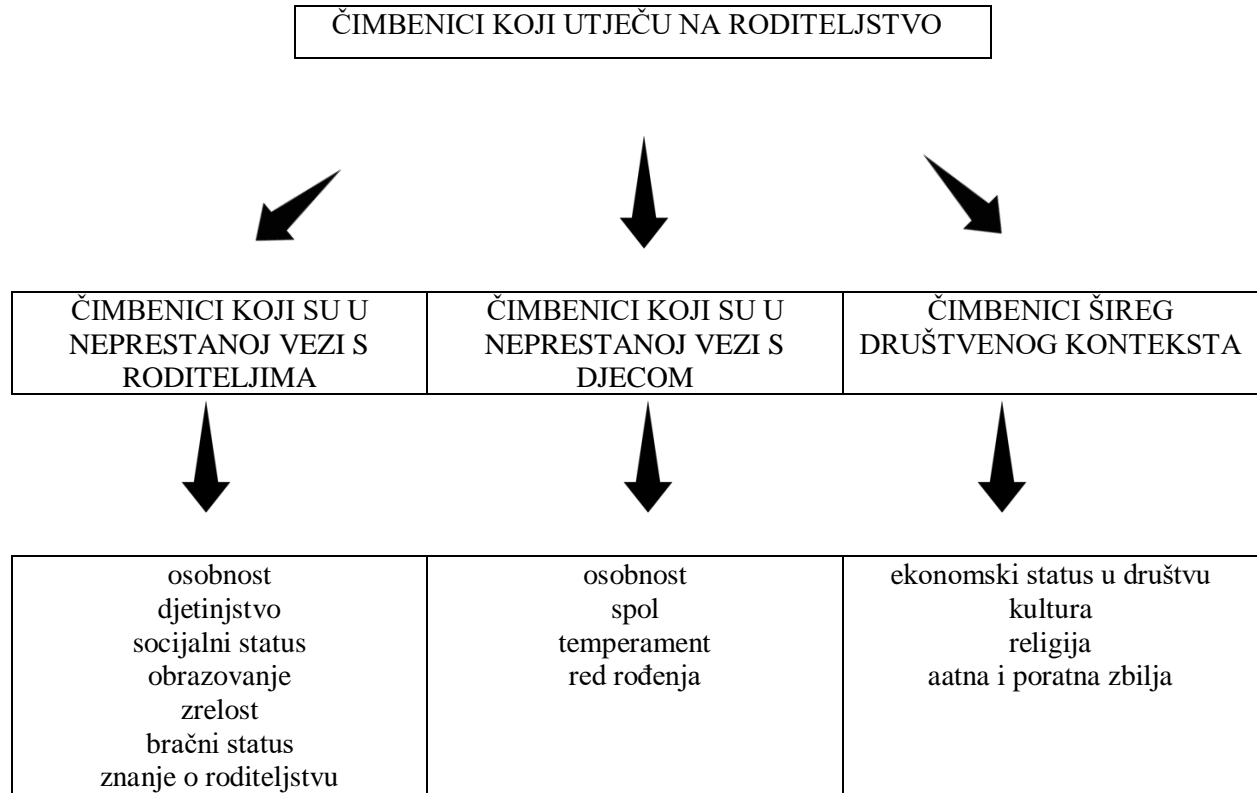 ČIMBENICI KOJI UTJEČU NA RODITELJSTVO
ČIMBENICI KOJI SU U
NEPRESTANOJ VEZI S
RODITELJIMA
ČIMBENICI KOJI SU U
NEPRESTANOJ VEZI S
DJECOM
ČIMBENICI ŠIREG
DRUŠTVENOG KONTEKSTA
osobnost
djetinjstvo
socijalni status
obrazovanje
zrelost
bračni status
znanje o roditeljstvu
osobnost
spol
temperament
red rođenja
ekonomski status u društvu
kultura
religija
aatna i poratna zbilja